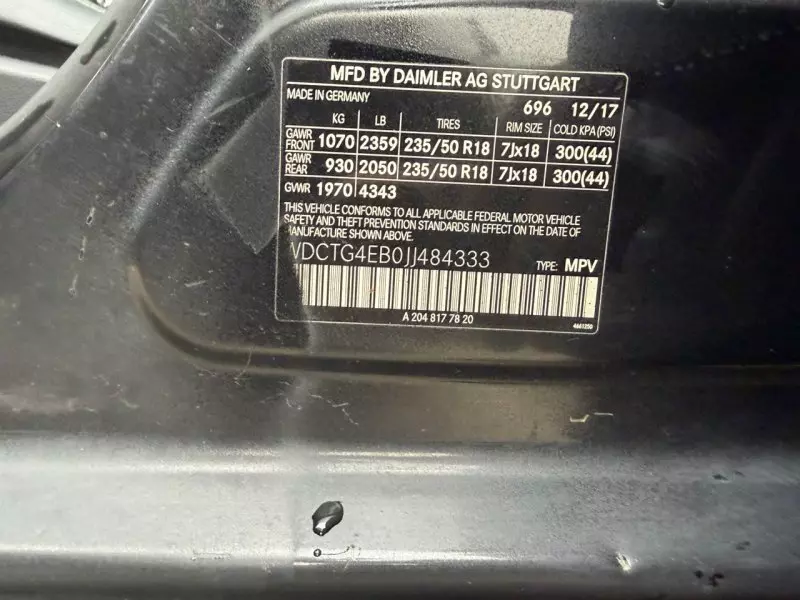 MFD BY DAIMLER AG STUTTGART
MADE IN GERMANY 696 12/17
KG LB TIRES RIM SIZE COLD KPA (PSI)
GAWR FRONT 1070 2359 235/50 R18 7Jx18 300(44)
GAWR REAR 930 2050 235/50 R18 7Jx18 300(44)
GVWR 1970 4343
THIS VEHICLE CONFORMS TO ALL APPLICABLE FEDERAL MOTOR VEHICLE
SAFETY AND THEFT PREVENTION STANDARDS IN EFFECT ON THE DATE OF
MANUFACTURE SHOWN ABOVE.
WDCTG4EB0JJ484333 TYPE: MPV
A 204 817 78 20